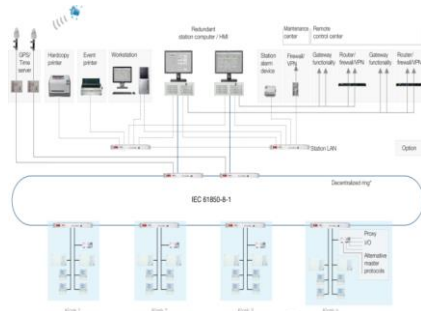 GPS/
Time
server
Hardcopy
printer
Event
printer
Workstation
Redundant
station computer / HMI
Station
alarm
device
Maintenance
center
Firewall/
VPN
Remote
control center
Gateway
functionality
Router/
firewall/VPN
Gateway
functionality
Router/
firewall/VPN
Station LAN
Option
Decentralized ring*
IEC 61850-8-1
Proxy
I/O
Alternative
master
protocols